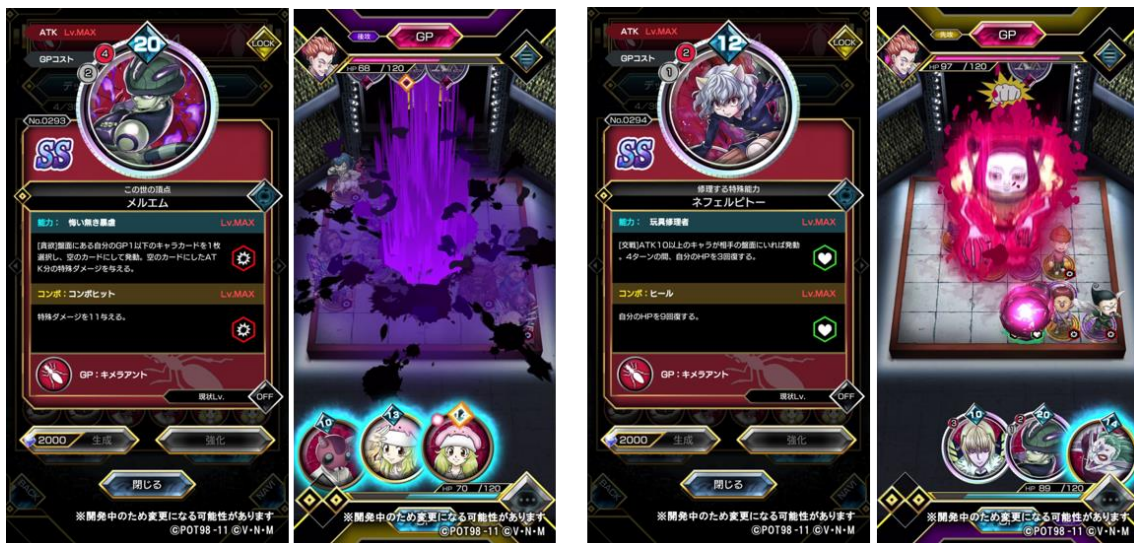 ATK Lv.MAX
20
LOCK
GPコスト
4
2
No.0293
SS
この世の頂点
メルエム
能力： 悔い無き暴虐 Lv.MAX
[貪欲]盤面にある自分のGP1以下のキャラカードを1枚
選択し、空のカードにして発動。空のカードにしたAT
K分の特殊ダメージを与える。
コンボ：コンボヒット Lv.MAX
特殊ダメージを11与える。
GP：キメラアント
現状Lv.
OFF
2000 生成
強化
閉じる
BACK
NAVI
※開発中のため変更になる可能性があります
©POT98-11 ©V・N・M
後攻
GP
HP 68 /120
10
13
HP 70 /120
※開発中のため変更になる可能性があります
©POT98-11 ©V・N・M
ATK Lv.MAX
12
LOCK
GPコスト
2
1
No.0294
SS
修理する特殊能力
ネフェルピトー
能力： 玩具修理者 Lv.MAX
[交戦]ATK10以上のキャラが相手の盤面にいれば発動
。4ターンの間、自分のHPを3回復する。
コンボ：ヒール Lv.MAX
自分のHPを9回復する。
GP：キメラアント
現状Lv.
OFF
2000 生成
強化
閉じる
BACK
NAVI
※開発中のため変更になる可能性があります
©POT98-11 ©V・N・M
先攻
GP
HP 97 /120
3
10
2
20
14
HP 89 /120
※開発中のため変更になる可能性があります
©POT98-11 ©V・N・M